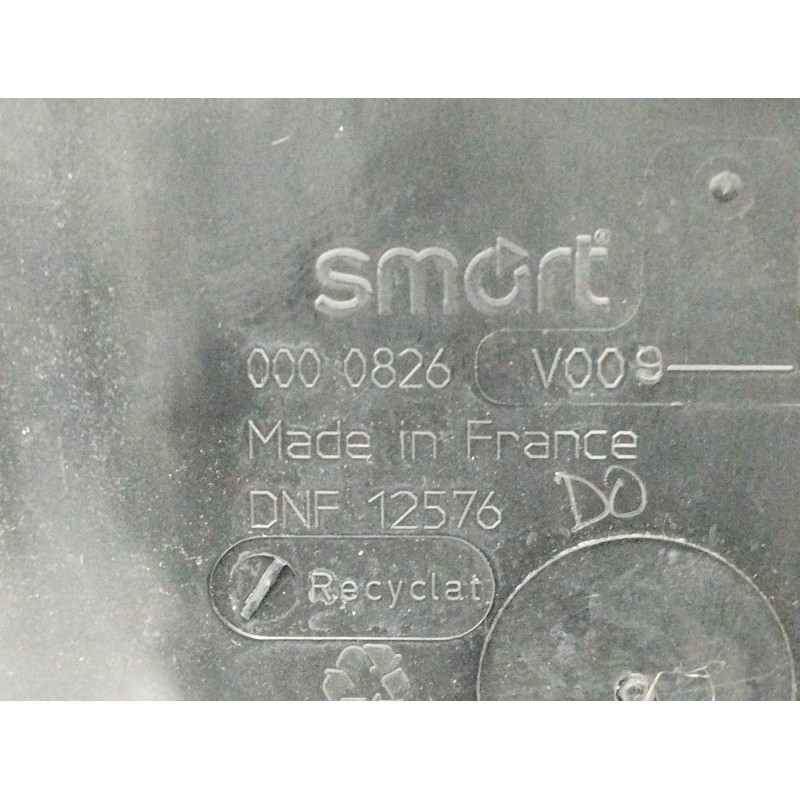 smart®
000 0826 V009
Made in France
DNF 12576 DO
Recyclat